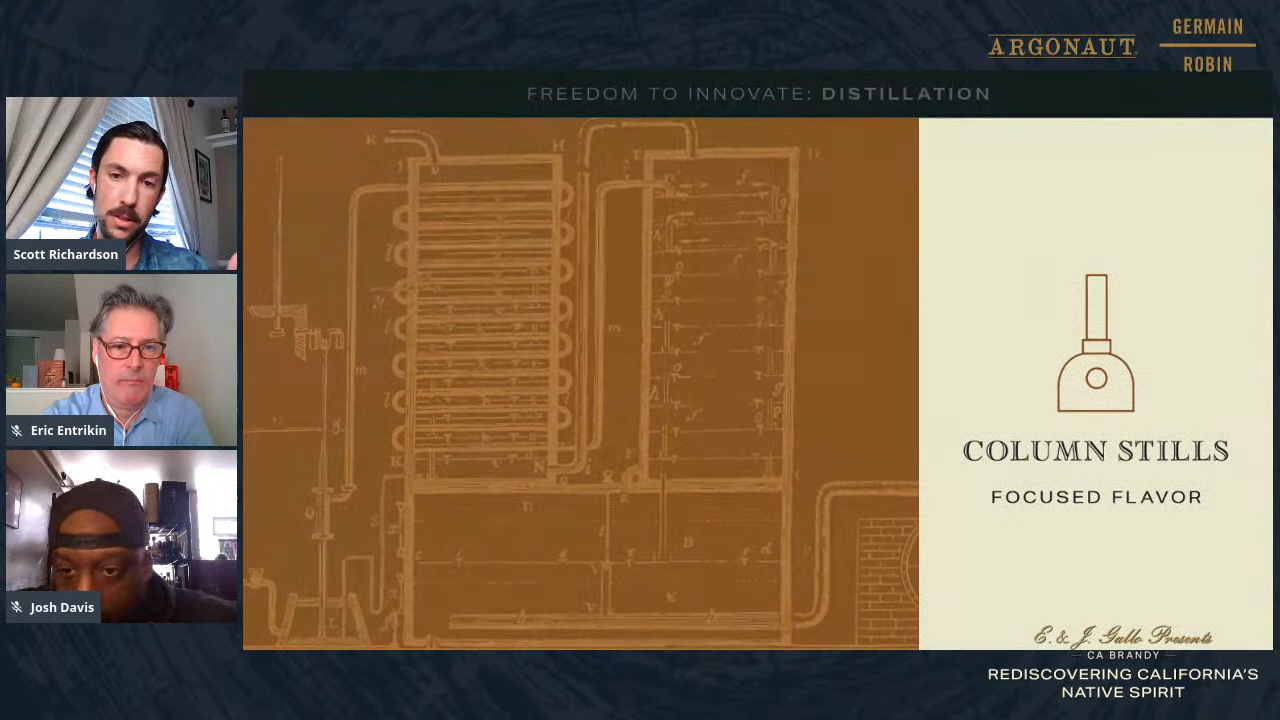 ARGONAUT
GERMAIN
ROBIN
FREEDOM TO INNOVATE: DISTILLATION
Scott Richardson
Eric Entrikin
Josh Davis
COLUMN STILLS
FOCUSED FLAVOR
E. & J. Gallo Presents
CA BRANDY
REDISCOVERING CALIFORNIA'S
NATIVE SPIRIT